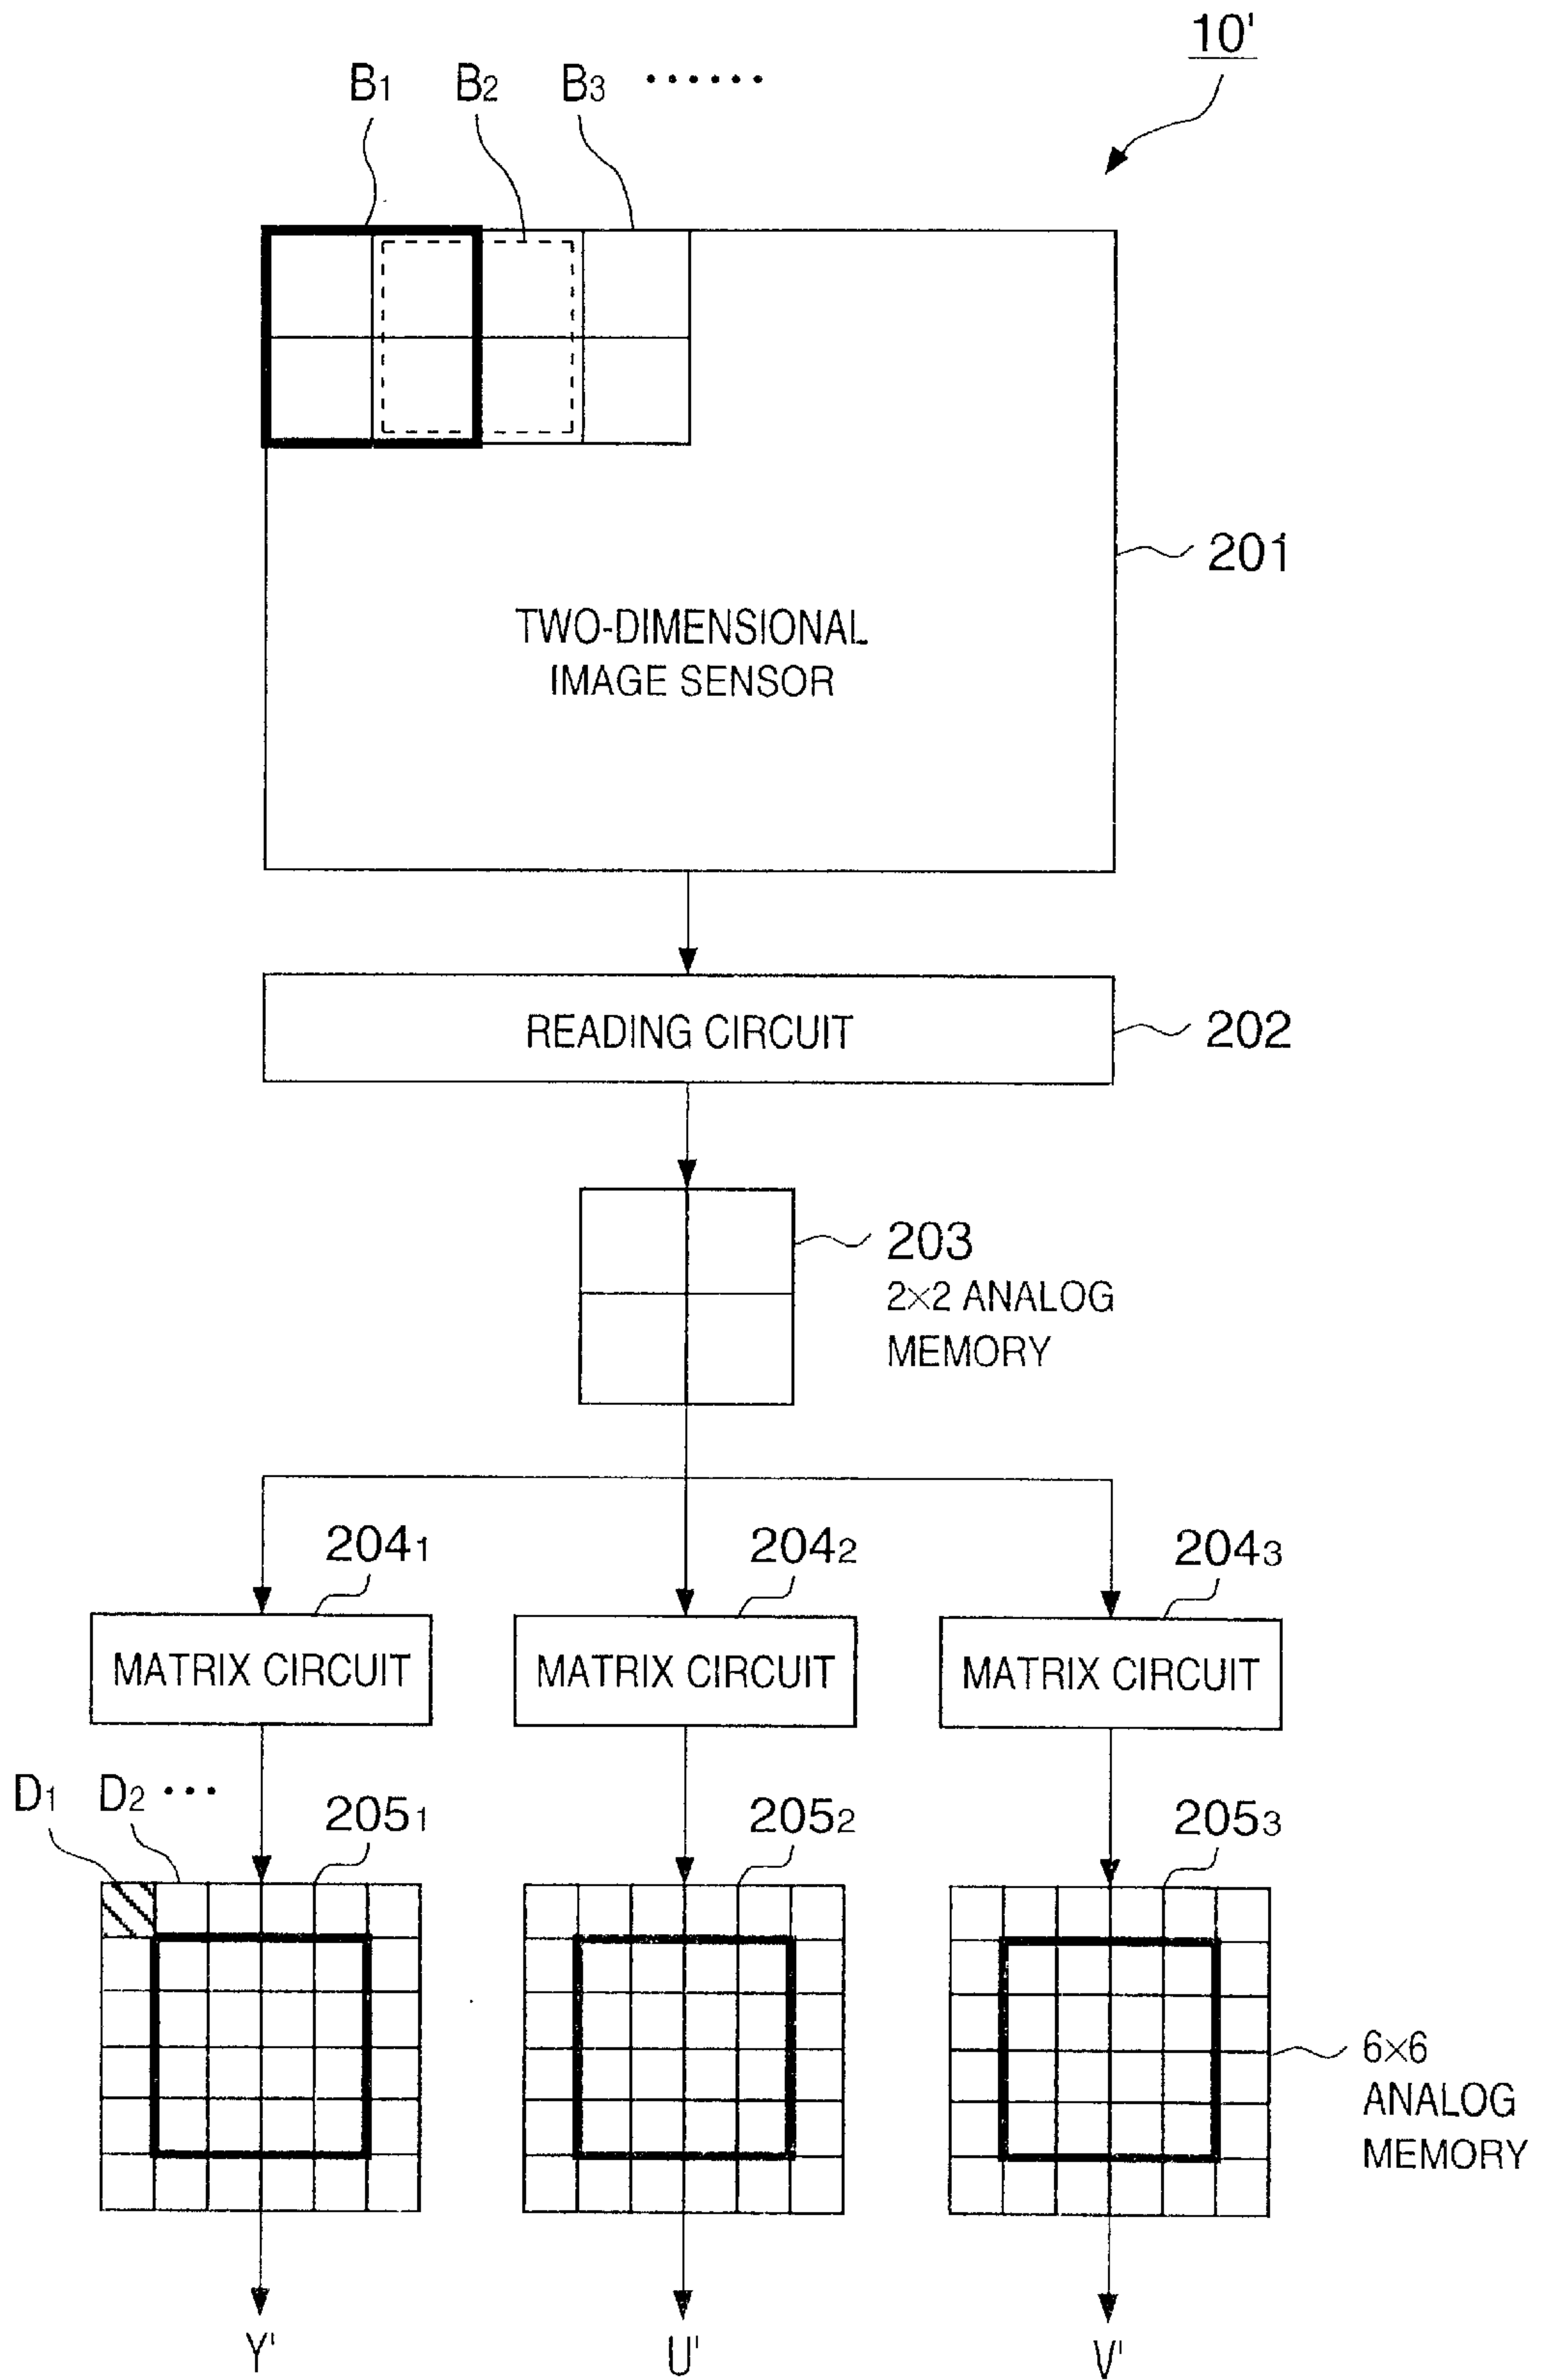 10'
B1 B2 B3 ······
201
TWO-DIMENSIONAL
IMAGE SENSOR
READING CIRCUIT
202
203
2×2 ANALOG
MEMORY
2041
2042
2043
MATRIX CIRCUIT
MATRIX CIRCUIT
MATRIX CIRCUIT
D1 D2 ···
2051
2052
2053
6×6
ANALOG
MEMORY
Y'
U'
V'